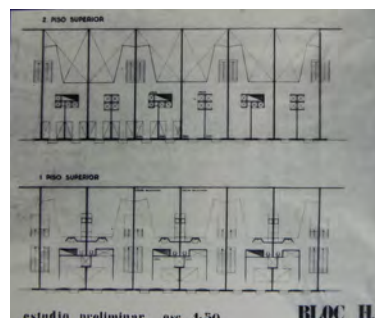 2 PISO SUPERIOR
1 PISO SUPERIOR
estudio preliminar esc 1.50
BLOC H.